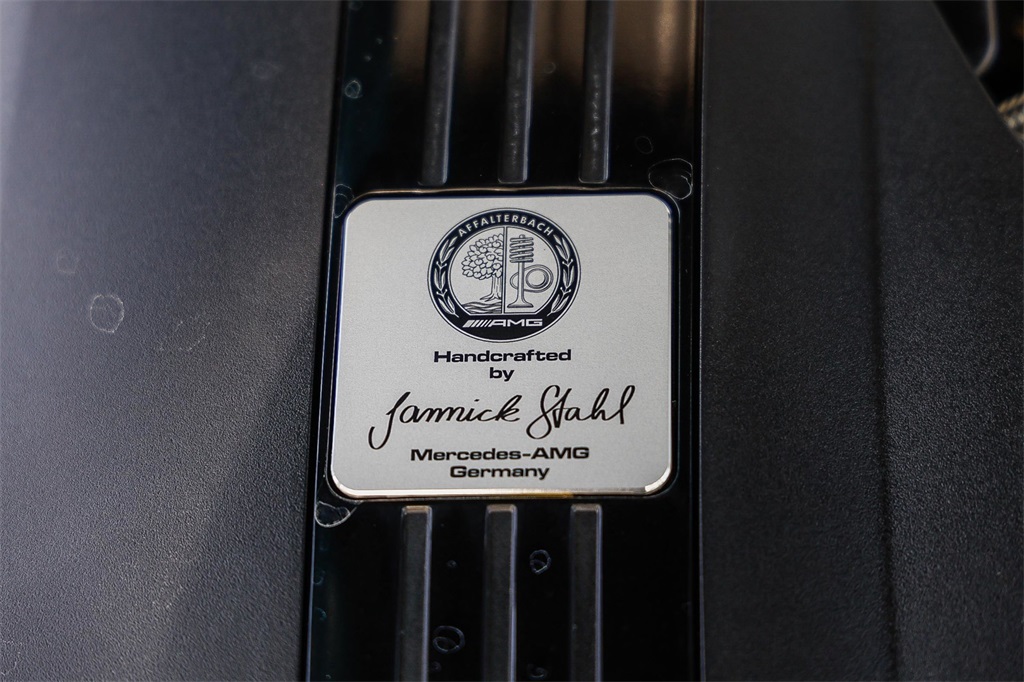 AFFALTERBACH
AMG
Handcrafted
by
Jannick Stahl
Mercedes-AMG
Germany